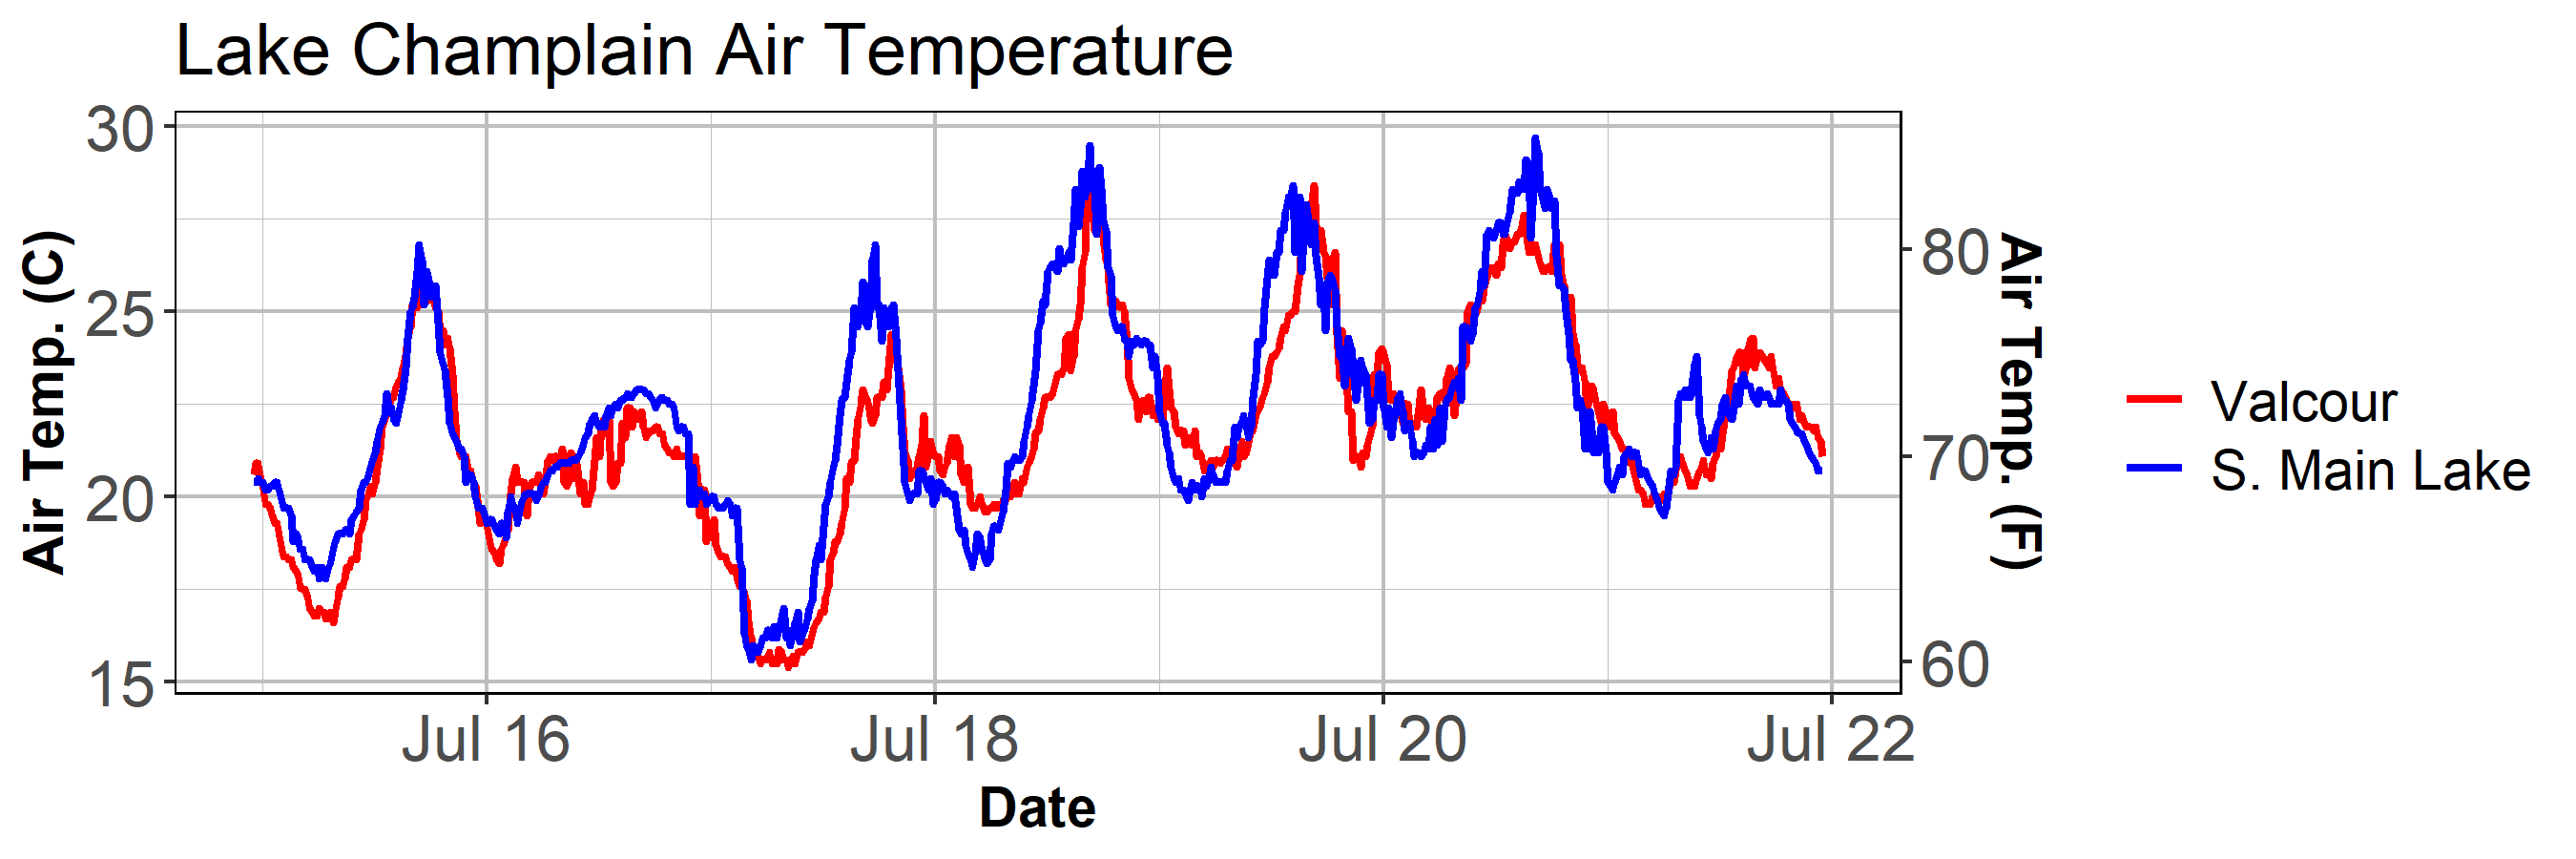 Lake Champlain Air Temperature
Air Temp. (C)
30
25
20
15
80
70
60
Air Temp. (F)
Jul 16
Jul 18
Jul 20
Jul 22
Date
Valcour
S. Main Lake